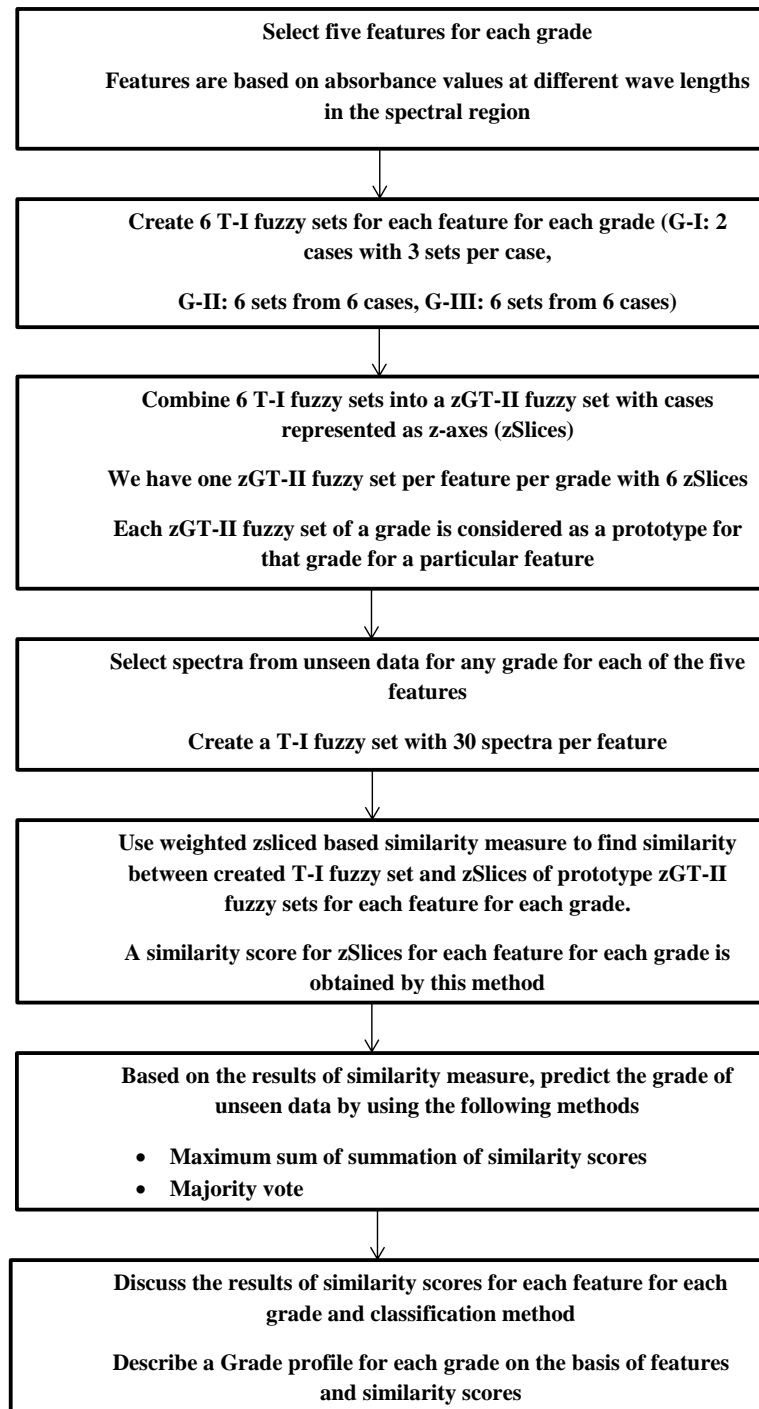 Select five features for each grade
Features are based on absorbance values at different wave lengths
in the spectral region
Create 6 T-I fuzzy sets for each feature for each grade (G-I: 2
cases with 3 sets per case,
G-II: 6 sets from 6 cases, G-III: 6 sets from 6 cases)
Combine 6 T-I fuzzy sets into a zGT-II fuzzy set with cases
represented as z-axes (zSlices)
We have one zGT-II fuzzy set per feature per grade with 6 zSlices
Each zGT-II fuzzy set of a grade is considered as a prototype for
that grade for a particular feature
Select spectra from unseen data for any grade for each of the five
features
Create a T-I fuzzy set with 30 spectra per feature
Use weighted zsliced based similarity measure to find similarity
between created T-I fuzzy set and zSlices of prototype zGT-II
fuzzy sets for each feature for each grade.
A similarity score for zSlices for each feature for each grade is
obtained by this method
Based on the results of similarity measure, predict the grade of
unseen data by using the following methods
• Maximum sum of summation of similarity scores
• Majority vote
Discuss the results of similarity scores for each feature for each
grade and classification method
Describe a Grade profile for each grade on the basis of features
and similarity scores